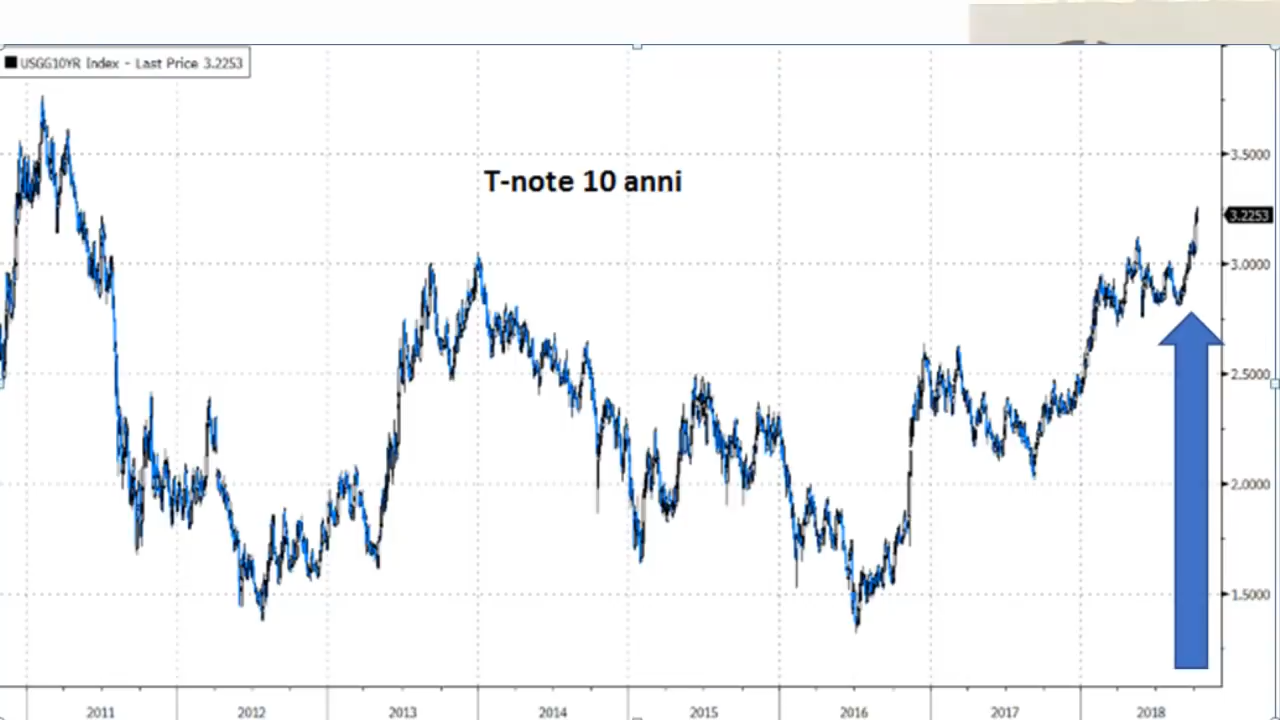 USGG10YR Index - Last Price 3.2253
T-note 10 anni
3.5000
3.2253
3.0000
2.5000
2.0000
1.5000
2011 2012 2013 2014 2015 2016 2017 2018